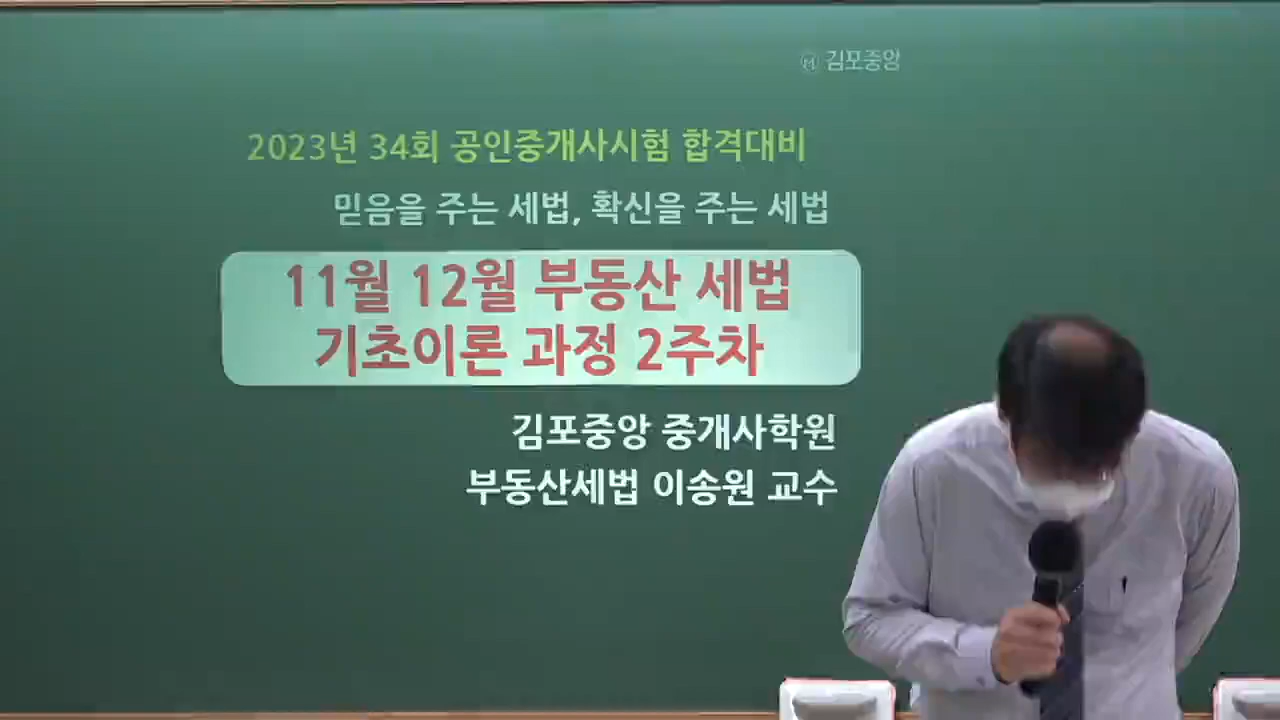 김포중앙
2023년 34회 공인중개사시험 합격대비
믿음을 주는 세법, 확신을 주는 세법
11월 12월 부동산 세법
기초이론 과정 2주차
김포중앙 중개사학원
부동산세법 이송원 교수